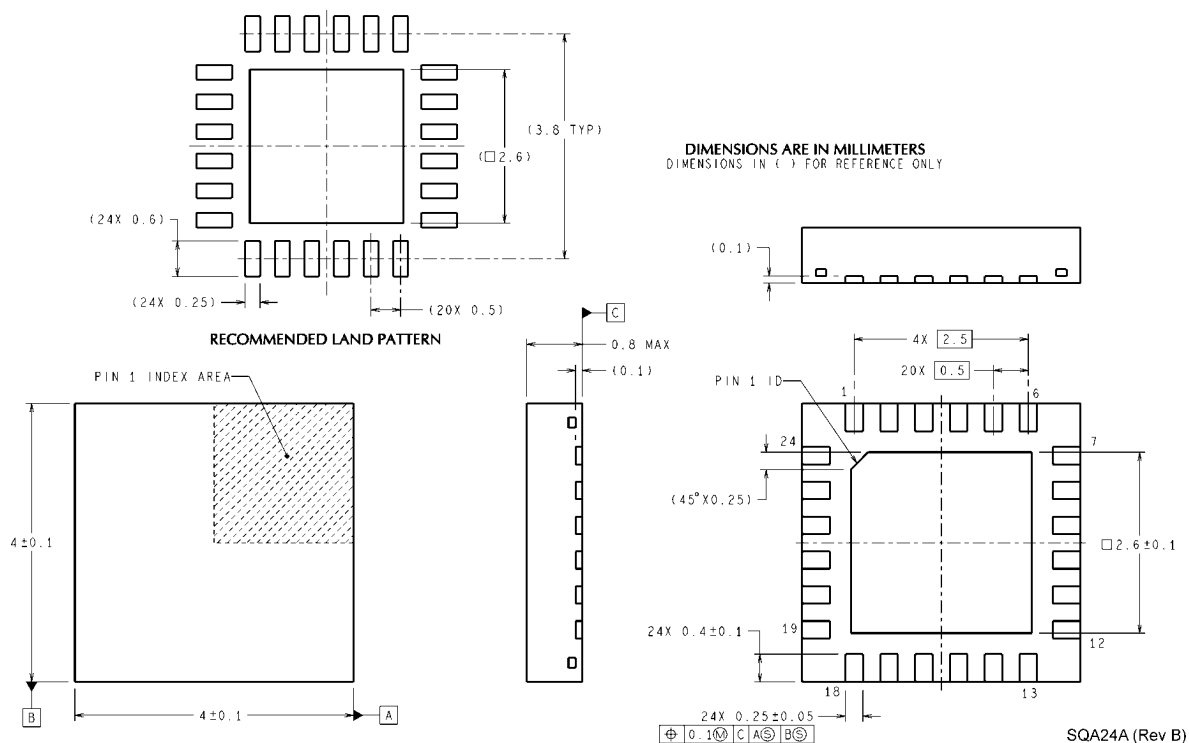 (3.8 TYP)
(□2.6)
(24X 0.6)
(24X 0.25)
(20X 0.5)
RECOMMENDED LAND PATTERN
DIMENSIONS ARE IN MILLIMETERS
DIMENSIONS IN ( ) FOR REFERENCE ONLY
(0.1)
C
0.8 MAX
(0.1)
PIN 1 INDEX AREA
4±0.1
B
4±0.1
A
4X 2.5
20X 0.5
PIN 1 ID
1
6
24
7
(45°X0.25)
□2.6±0.1
19
12
24X 0.4±0.1
18
13
24X 0.25±0.05
⌖ 0.1Ⓜ C AⓈ BⓈ
SQA24A (Rev B)